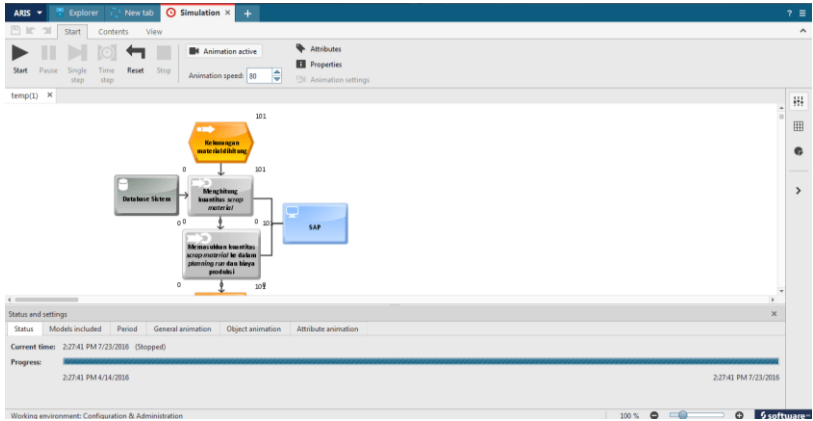 ARIS Explorer New tab Simulation × +
? ≡
Start Contents View
Start Pause Single step Time step Reset Stop
Animation active
Animation speed: 80
Attributes
Properties
Animation settings
temp(1) ×
101
Kekurangan
material dihitung
0 101
Database Sistem
Menghitung
kuantitas scrap
material
SAP
0 0 0
Memasukkan kuantitas
scrap material ke dalam
planning run dan biaya
produksi
0
Status and settings ×
Status Models included Period General animation Object animation Attribute animation
Current time: 2:27:41 PM 7/23/2016 (Stopped)
Progress:
2:27:41 PM 4/14/2016 2:27:41 PM 7/23/2016
Working environment: Configuration & Administration 100 % software